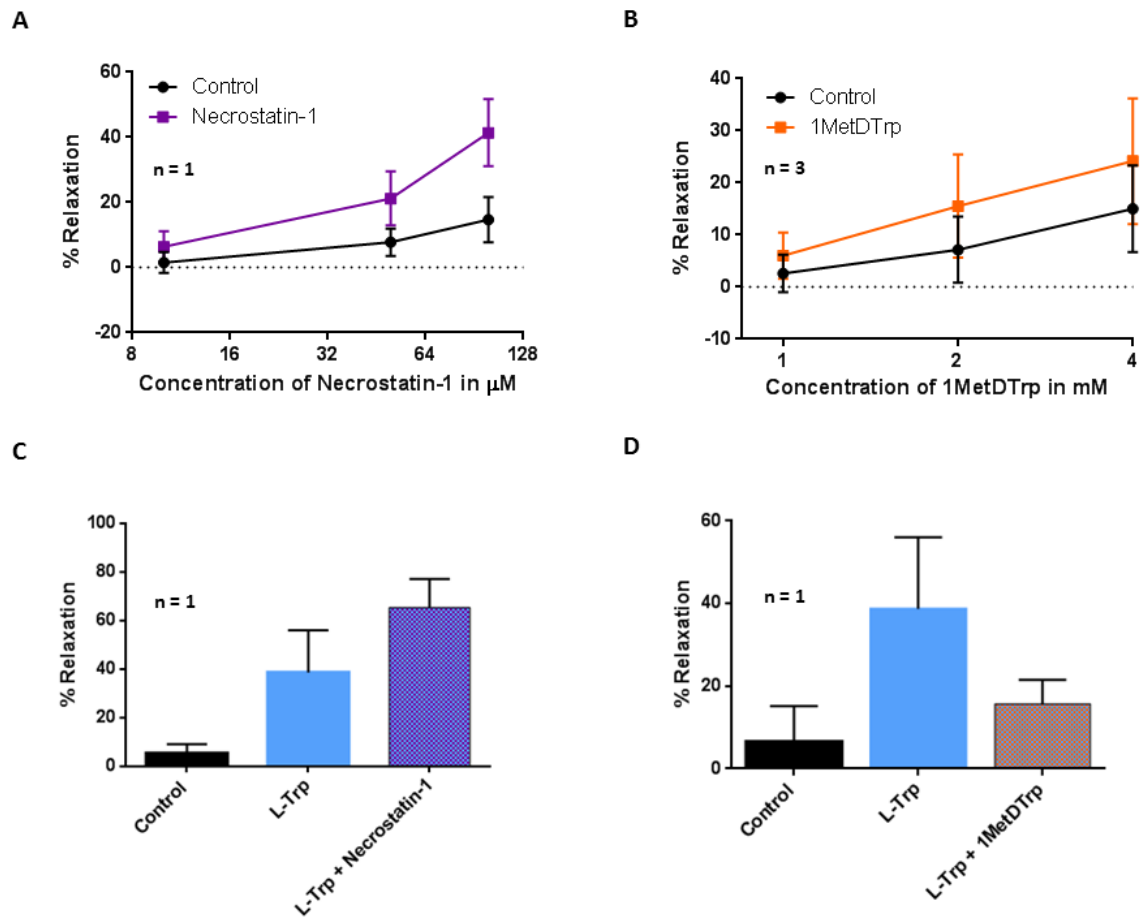 A
Control
Necrostatin-1
n = 1
% Relaxation
60
40
20
0
-20
8
16
32
64
128
Concentration of Necrostatin-1 in μM
B
Control
1MetDTrp
n = 3
% Relaxation
40
30
20
10
0
-10
1
2
4
Concentration of 1MetDTrp in mM
C
n = 1
% Relaxation
100
80
60
40
20
0
Control
L-Trp
L-Trp + Necrostatin-1
D
n = 1
% Relaxation
60
40
20
0
Control
L-Trp
L-Trp + 1MetDTrp